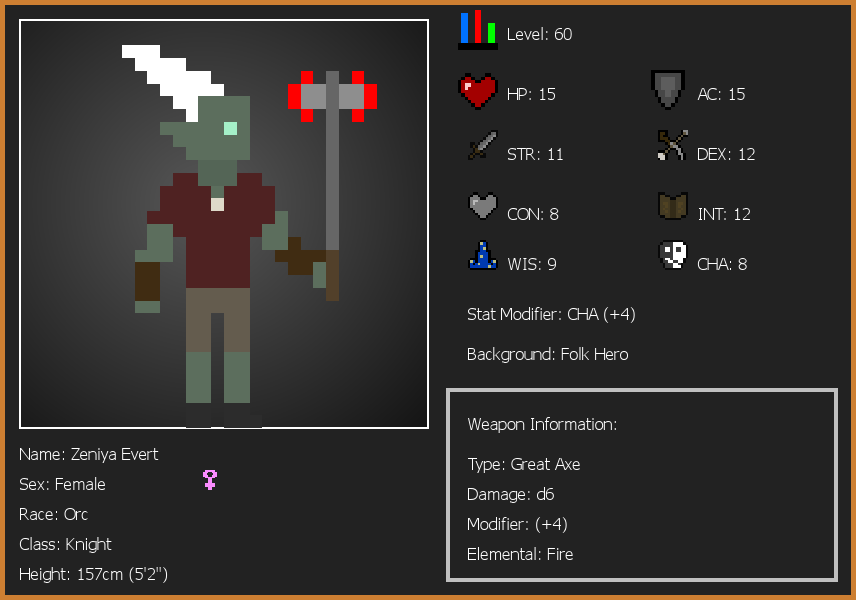 Level: 60
HP: 15
AC: 15
STR: 11
DEX: 12
CON: 8
INT: 12
WIS: 9
CHA: 8
Stat Modifier: CHA (+4)
Background: Folk Hero
Weapon Information:
Type: Great Axe
Damage: d6
Modifier: (+4)
Elemental: Fire
Name: Zeniya Evert
Sex: Female
Race: Orc
Class: Knight
Height: 157cm (5'2")